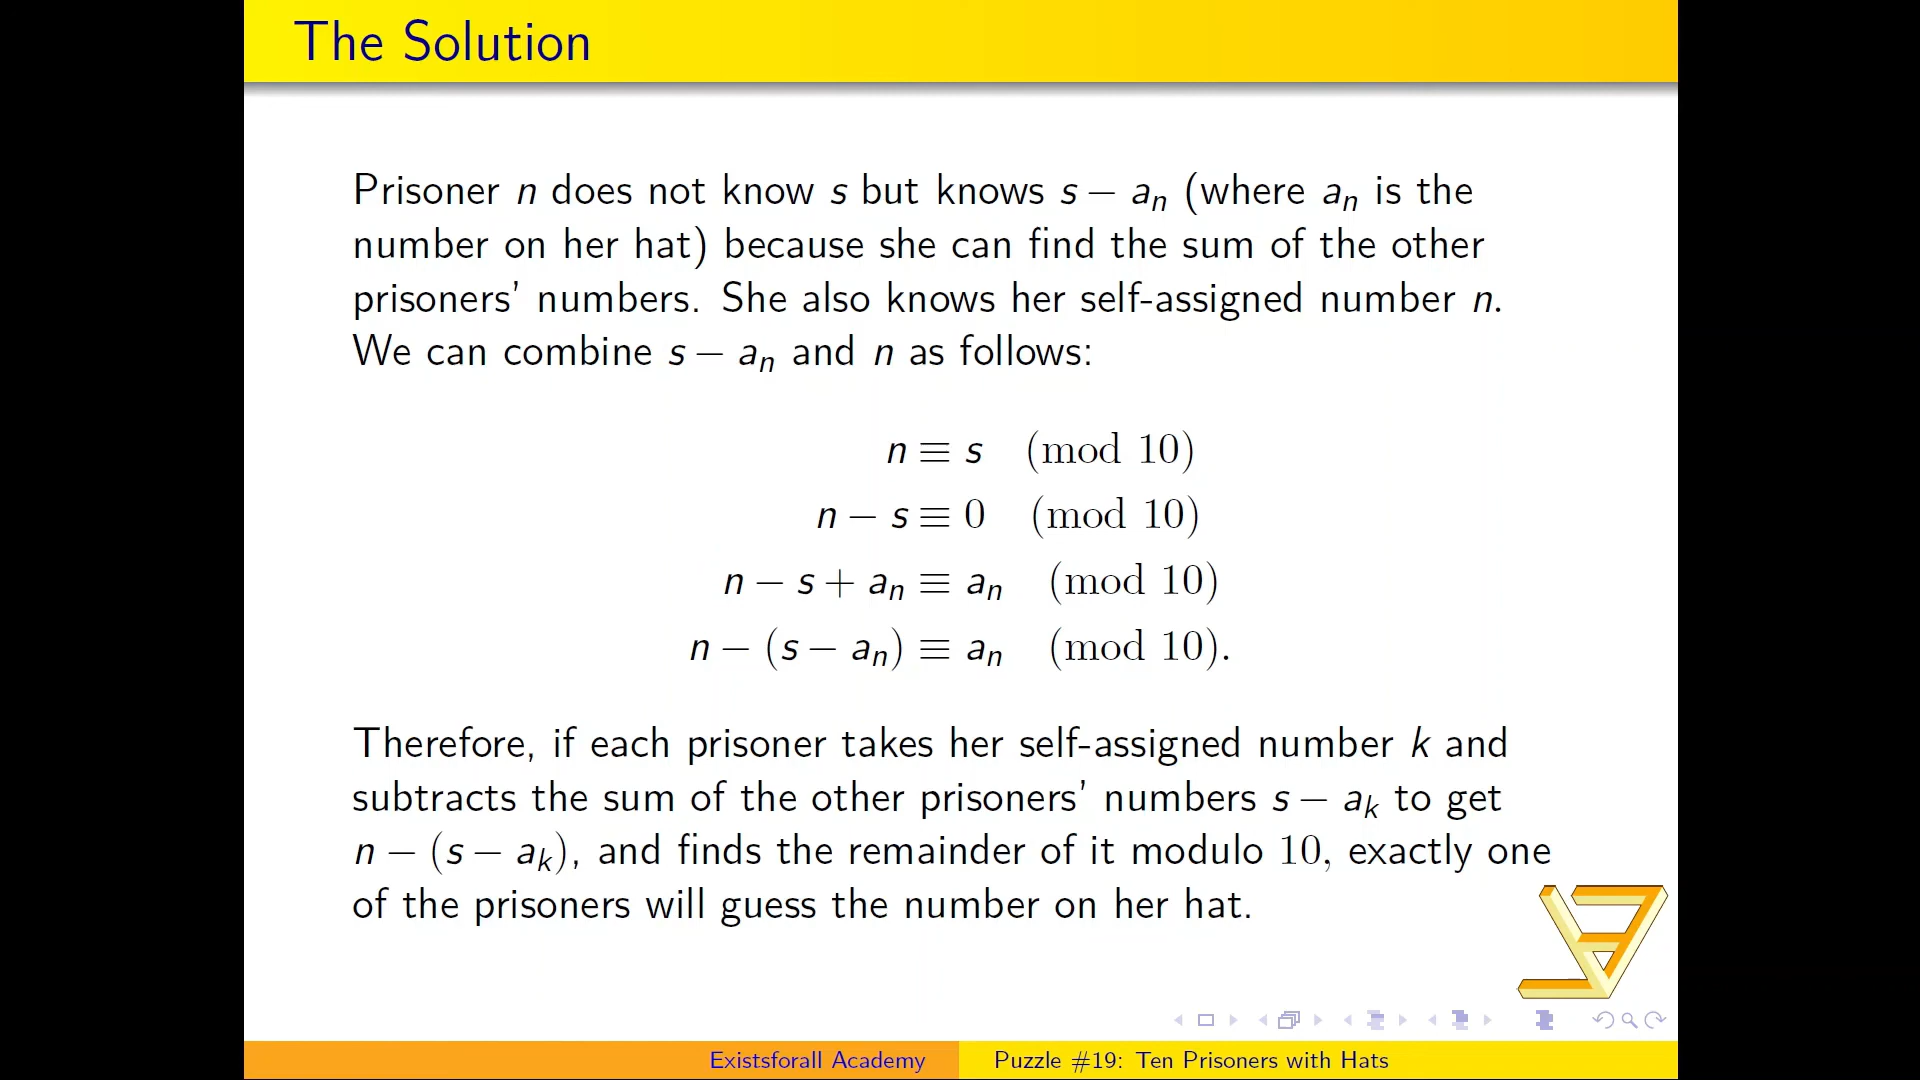 The Solution
Prisoner n does not know s but knows s − aₙ (where aₙ is the
number on her hat) because she can find the sum of the other
prisoners’ numbers. She also knows her self-assigned number n.
We can combine s − aₙ and n as follows:
n ≡ s (mod 10)
n − s ≡ 0 (mod 10)
n − s + aₙ ≡ aₙ (mod 10)
n − (s − aₙ) ≡ aₙ (mod 10).
Therefore, if each prisoner takes her self-assigned number k and
subtracts the sum of the other prisoners’ numbers s − aₖ to get
n − (s − aₖ), and finds the remainder of it modulo 10, exactly one
of the prisoners will guess the number on her hat.
Existsforall Academy
Puzzle #19: Ten Prisoners with Hats